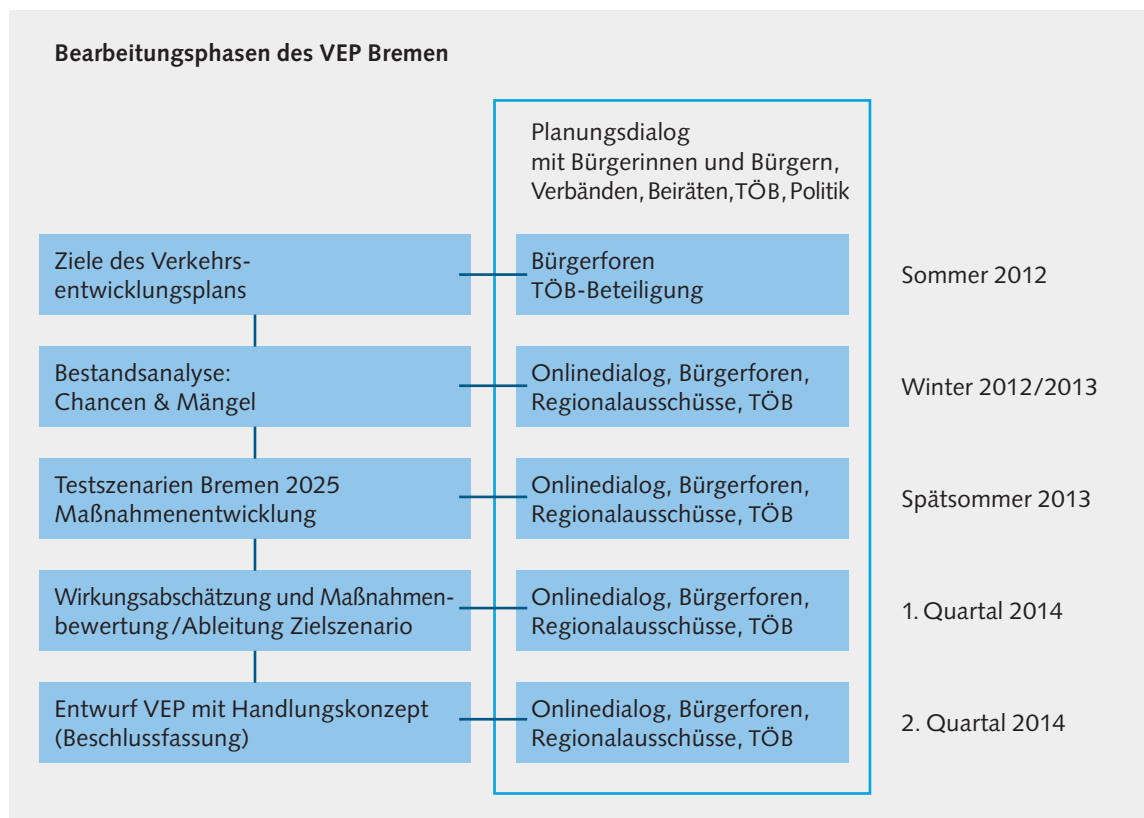 Bearbeitungsphasen des VEP Bremen
Planungsdialog
mit Bürgerinnen und Bürgern,
Verbänden, Beiräten, TÖB, Politik
Ziele des Verkehrs-
entwicklungsplans
Bürgerforen
TÖB-Beteiligung
Sommer 2012
Bestandsanalyse:
Chancen & Mängel
Onlinedialog, Bürgerforen,
Regionalausschüsse, TÖB
Winter 2012/2013
Testszenarien Bremen 2025
Maßnahmenentwicklung
Onlinedialog, Bürgerforen,
Regionalausschüsse, TÖB
Spätsommer 2013
Wirkungsabschätzung und Maßnahmen-
bewertung/Ableitung Zielszenario
Onlinedialog, Bürgerforen,
Regionalausschüsse, TÖB
1. Quartal 2014
Entwurf VEP mit Handlungskonzept
(Beschlussfassung)
Onlinedialog, Bürgerforen,
Regionalausschüsse, TÖB
2. Quartal 2014